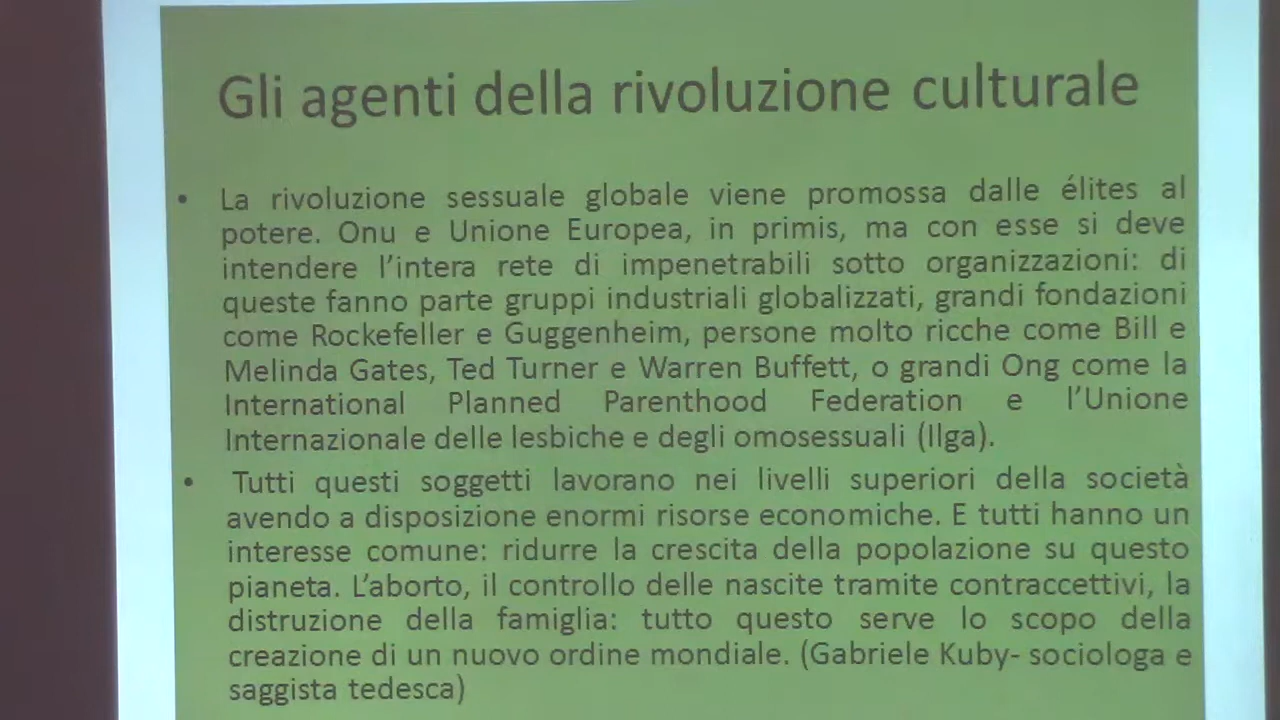 Gli agenti della rivoluzione culturale
• La rivoluzione sessuale globale viene promossa dalle élites al
potere. Onu e Unione Europea, in primis, ma con esse si deve
intendere l'intera rete di impenetrabili sotto organizzazioni: di
queste fanno parte gruppi industriali globalizzati, grandi fondazioni
come Rockefeller e Guggenheim, persone molto ricche come Bill e
Melinda Gates, Ted Turner e Warren Buffett, o grandi Ong come la
International Planned Parenthood Federation e l'Unione
Internazionale delle lesbiche e degli omosessuali (Ilga).
• Tutti questi soggetti lavorano nei livelli superiori della società
avendo a disposizione enormi risorse economiche. E tutti hanno un
interesse comune: ridurre la crescita della popolazione su questo
pianeta. L'aborto, il controllo delle nascite tramite contraccettivi, la
distruzione della famiglia: tutto questo serve lo scopo della
creazione di un nuovo ordine mondiale. (Gabriele Kuby- sociologa e
saggista tedesca)